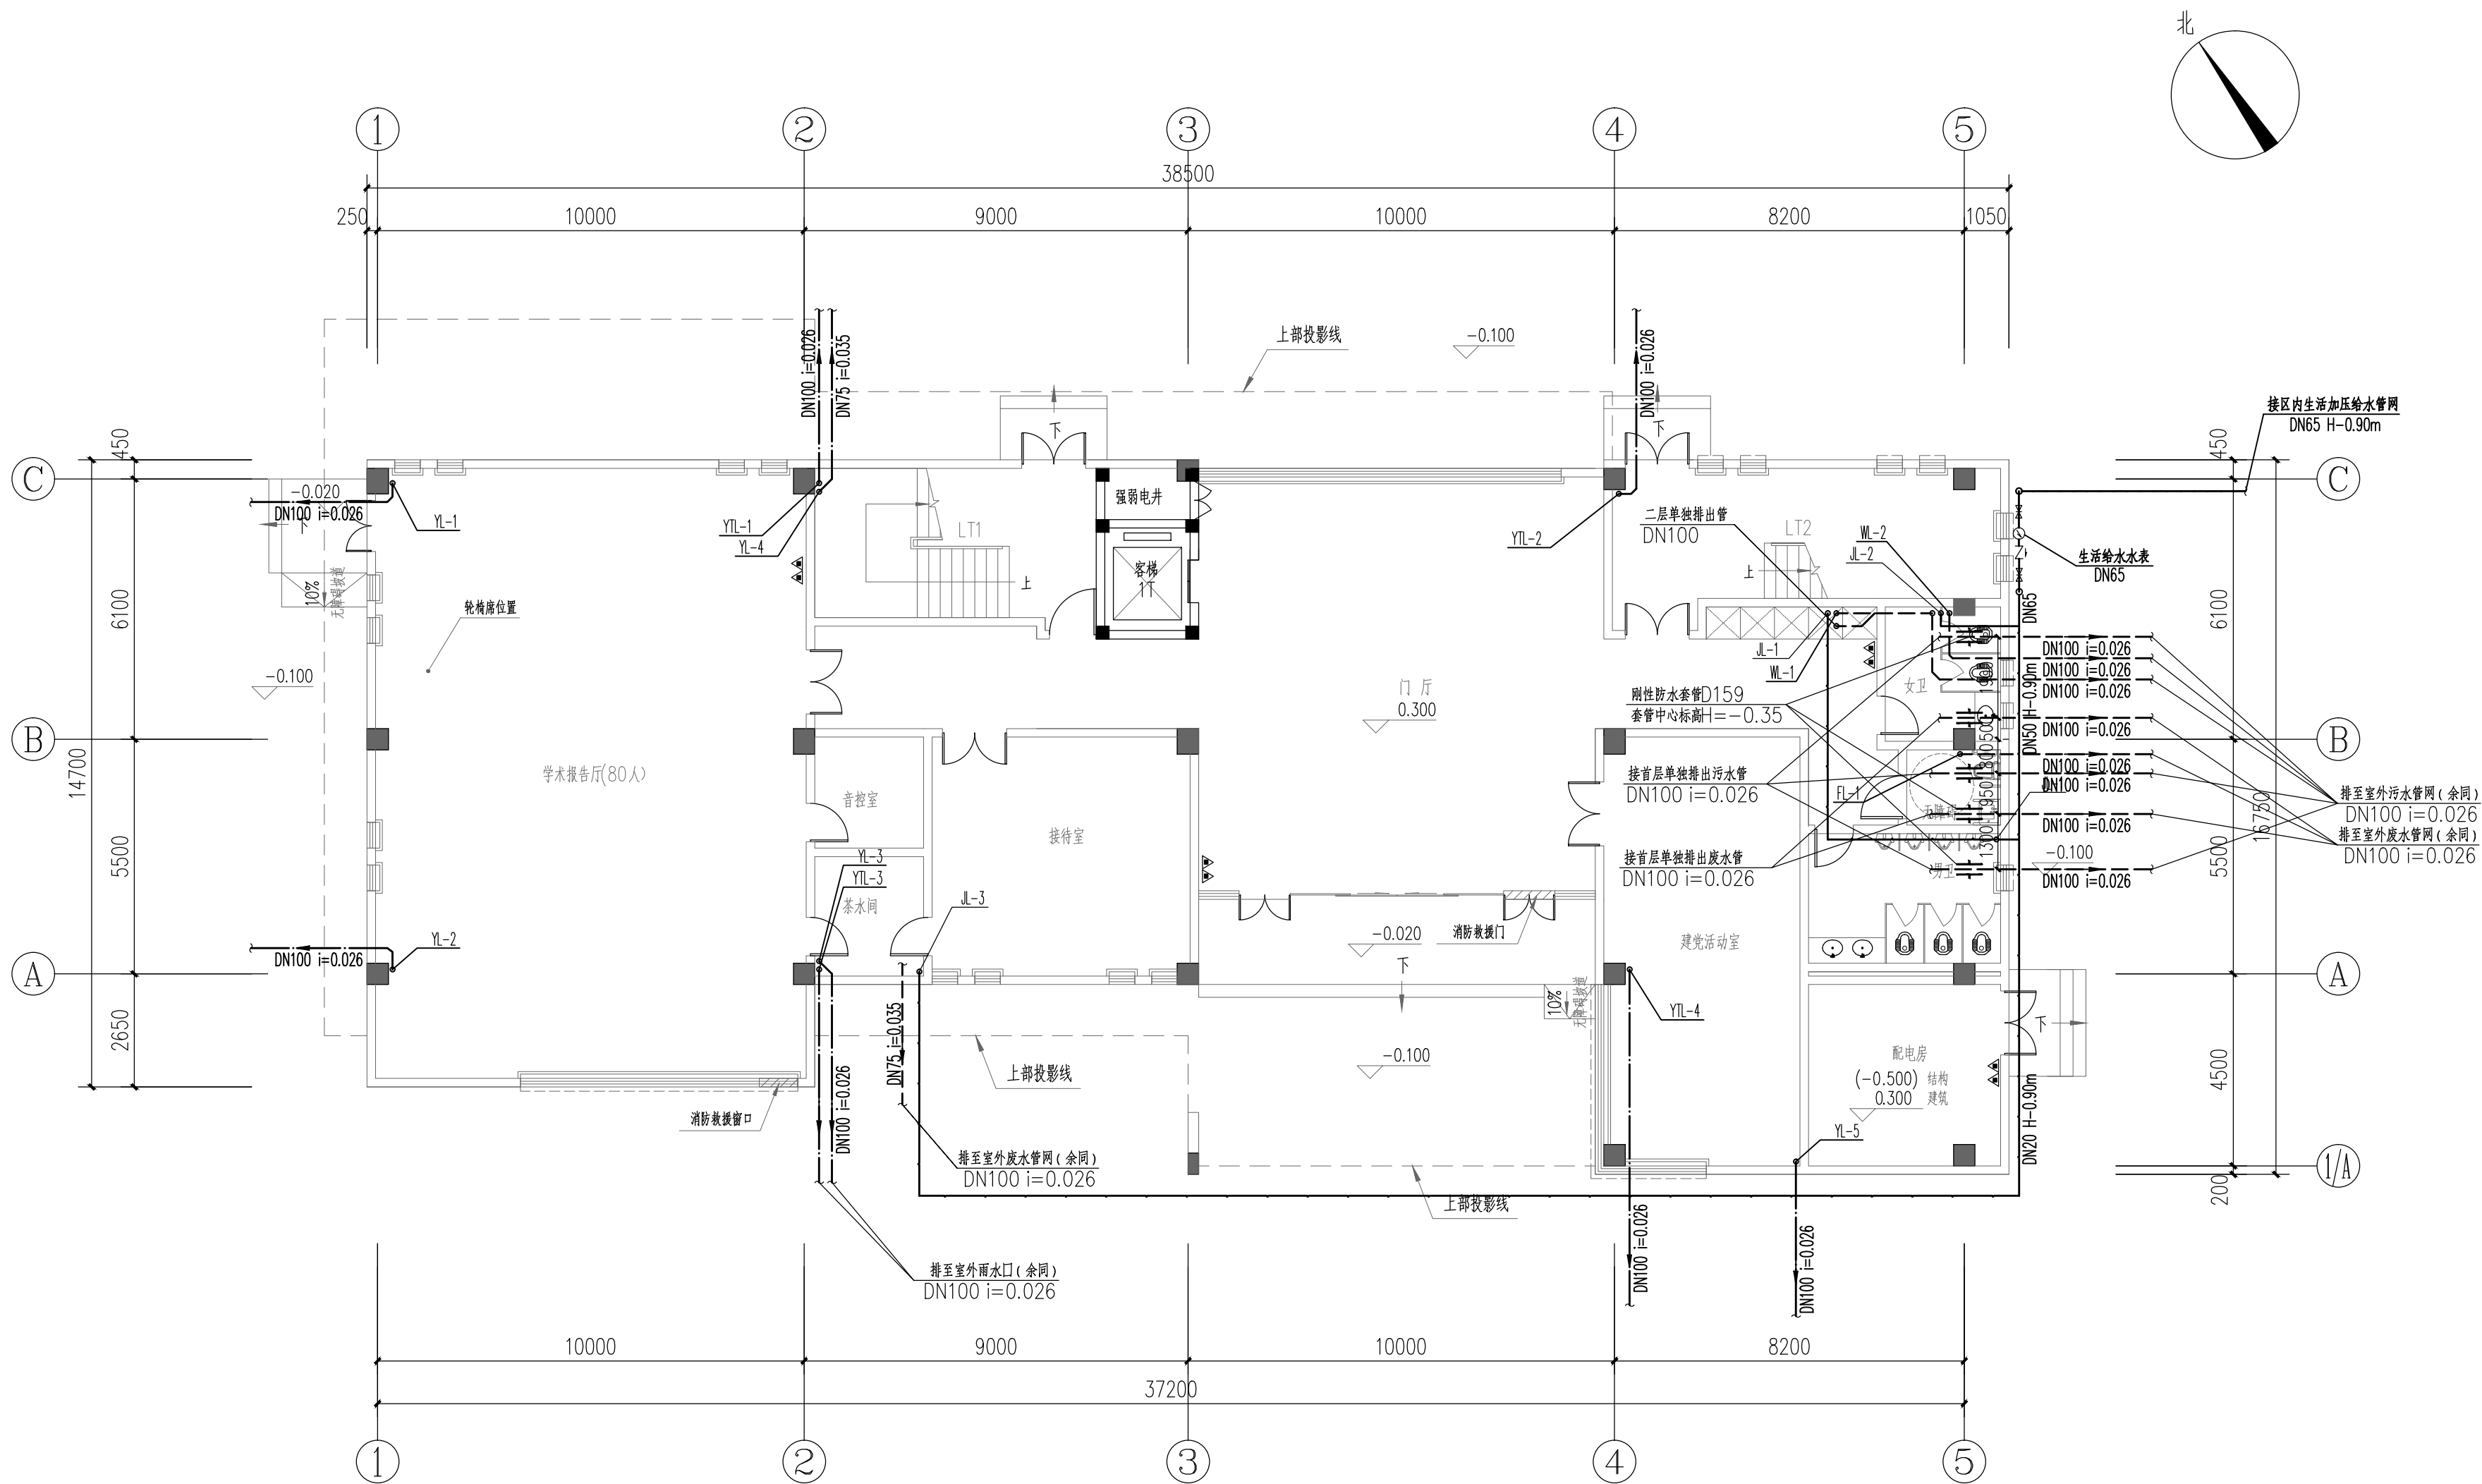 北
1
2
3
4
5
38500
250
10000
9000
10000
8200
1050
DN100 i=0.026
DN75 i=0.035
上部投影线
-0.100
DN100 i=0.026
接区内生活加压给水管网
DN65 H-0.90m
450
C
下
下
450
C
-0.020
DN100 i=0.026
下
YL-1
YTL-1
YL-4
LT1
强弱电井
客梯
1T
上
YTL-2
二层单独排出管
DN100
LT2
WL-2
JL-2
上
生活给水水表
DN65
DN65
6100
10%
无障碍坡道
轮椅席位置
6100
-0.100
JL-1
WL-1
门 厅
0.300
刚性防水套管D159
套管中心标高H=-0.35
女卫
DN100 i=0.026
DN100 i=0.026
DN100 i=0.026
DN100 i=0.026
DN50 H-0.90m
B
14700
B
学术报告厅(80人)
音控室
接待室
接首层单独排出污水管
DN100 i=0.026
FL-1
DN100 i=0.026
DN100 i=0.026
DN100 i=0.026
DN100 i=0.026
500
800
950
1300
无障碍
排至室外污水管网(余同)
DN100 i=0.026
排至室外废水管网(余同)
DN100 i=0.026
16750
-0.100
5500
YL-3
YTL-3
茶水间
JL-3
接首层单独排出废水管
DN100 i=0.026
男卫
5500
YL-2
DN100 i=0.026
-0.020
消防救援门
建党活动室
A
下
A
10%
无障碍坡道
YTL-4
下
2650
DN75 i=0.035
DN100 i=0.026
上部投影线
-0.100
配电房
(-0.500) 结构
0.300 建筑
4500
消防救援窗口
YL-5
DN20 H-0.90m
排至室外废水管网(余同)
DN100 i=0.026
1/A
200
上部投影线
排至室外雨水口(余同)
DN100 i=0.026
DN100 i=0.026
DN100 i=0.026
10000
9000
10000
8200
37200
1
2
3
4
5